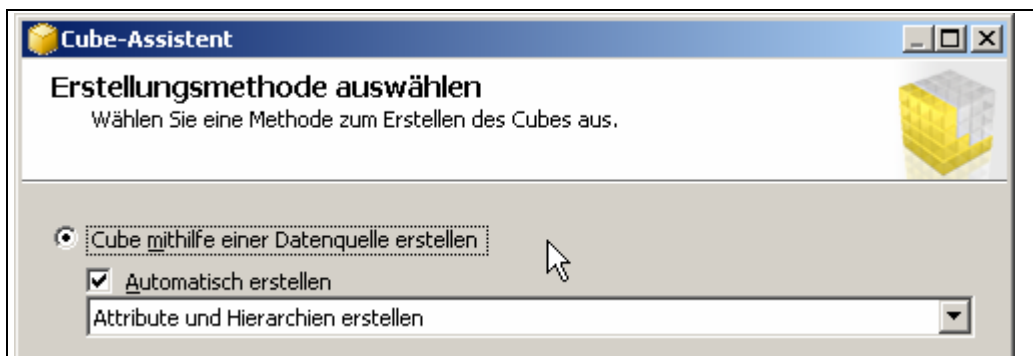 Cube-Assistent
Erstellungsmethode auswählen
Wählen Sie eine Methode zum Erstellen des Cubes aus.
Cube mithilfe einer Datenquelle erstellen
Automatisch erstellen
Attribute und Hierarchien erstellen